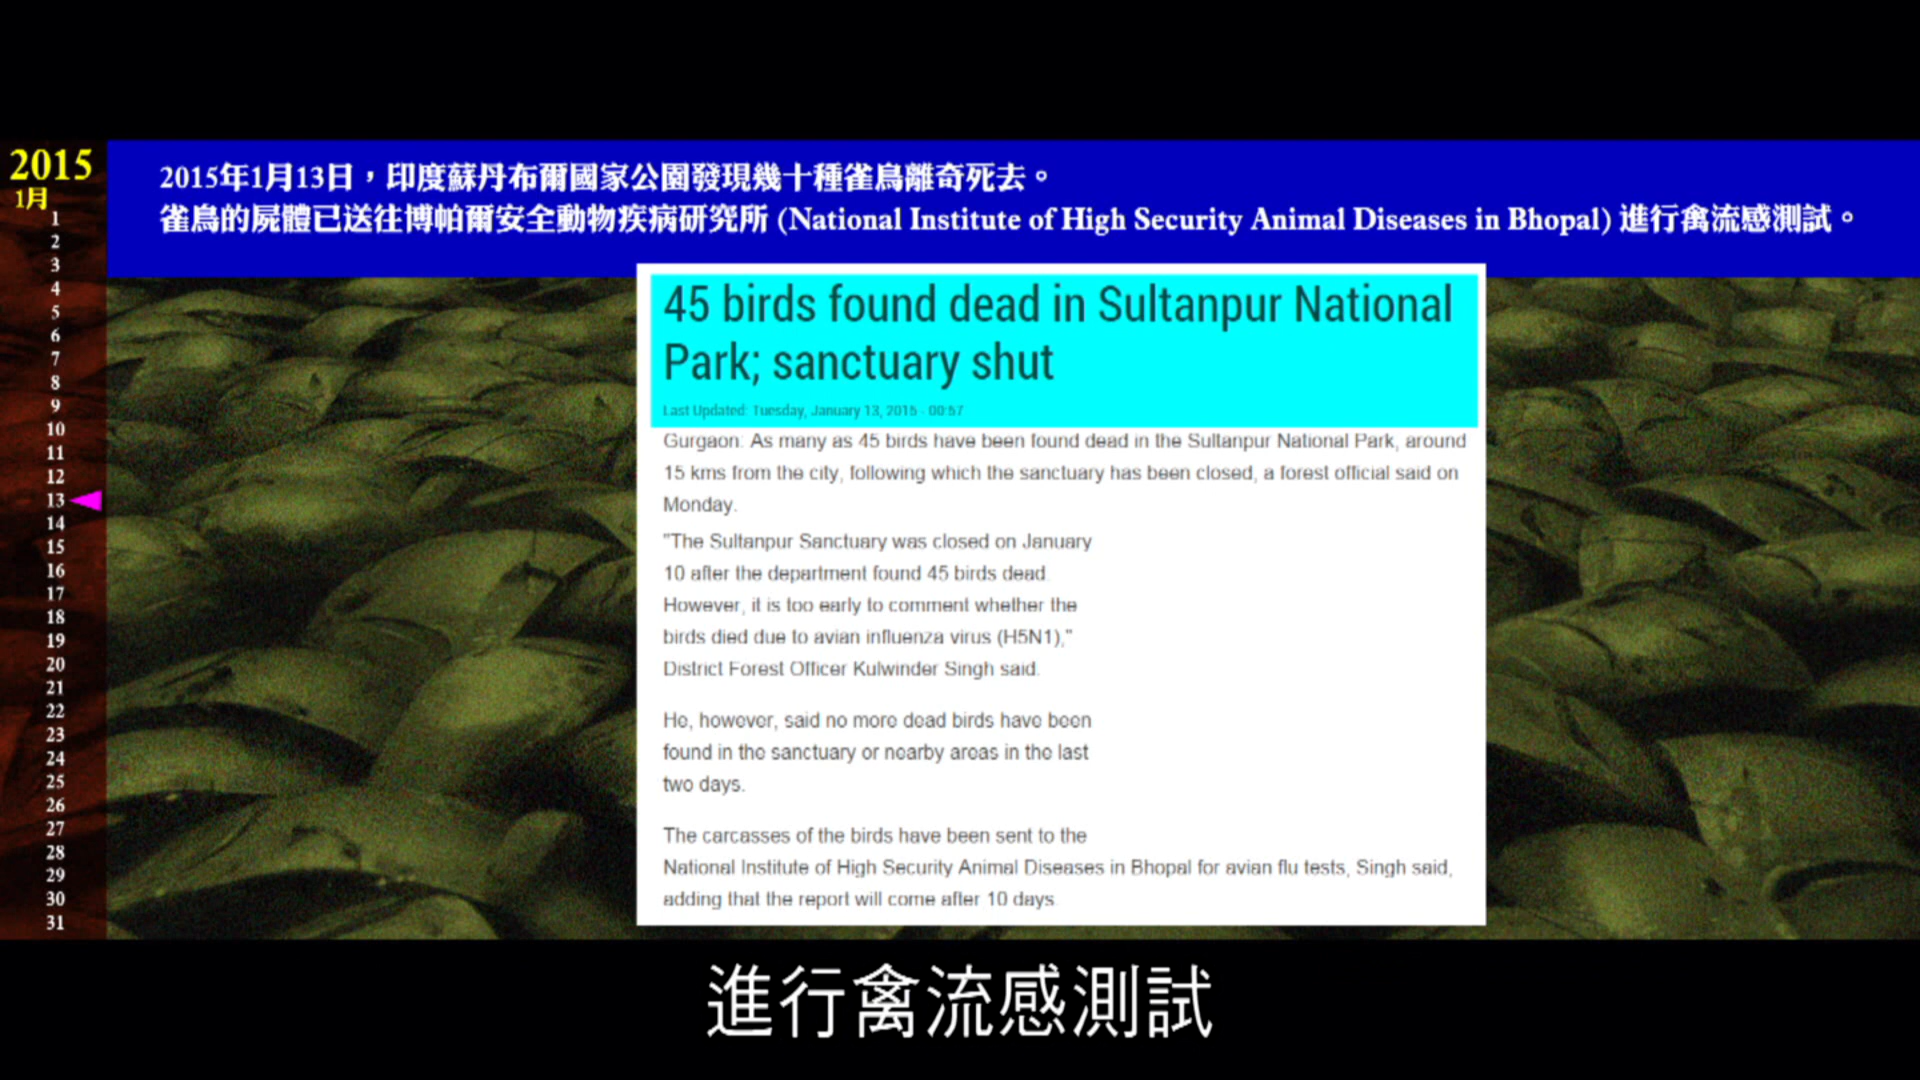 2015
1月
1
2
3
4
5
6
7
8
9
10
11
12
13
14
15
16
17
18
19
20
21
22
23
24
25
26
27
28
29
30
31
2015年1月13日，印度蘇丹布爾國家公園發現幾十種雀鳥離奇死去。
雀鳥的屍體已送往博帕爾安全動物疾病研究所 (National Institute of High Security Animal Diseases in Bhopal) 進行禽流感測試。
45 birds found dead in Sultanpur National
Park; sanctuary shut
Last Updated: Tuesday, January 13, 2015 - 00:57
Gurgaon: As many as 45 birds have been found dead in the Sultanpur National Park, around
15 kms from the city, following which the sanctuary has been closed, a forest official said on
Monday.
"The Sultanpur Sanctuary was closed on January
10 after the department found 45 birds dead.
However, it is too early to comment whether the
birds died due to avian influenza virus (H5N1),"
District Forest Officer Kulwinder Singh said.
He, however, said no more dead birds have been
found in the sanctuary or nearby areas in the last
two days.
The carcasses of the birds have been sent to the
National Institute of High Security Animal Diseases in Bhopal for avian flu tests, Singh said,
adding that the report will come after 10 days.
進行禽流感測試